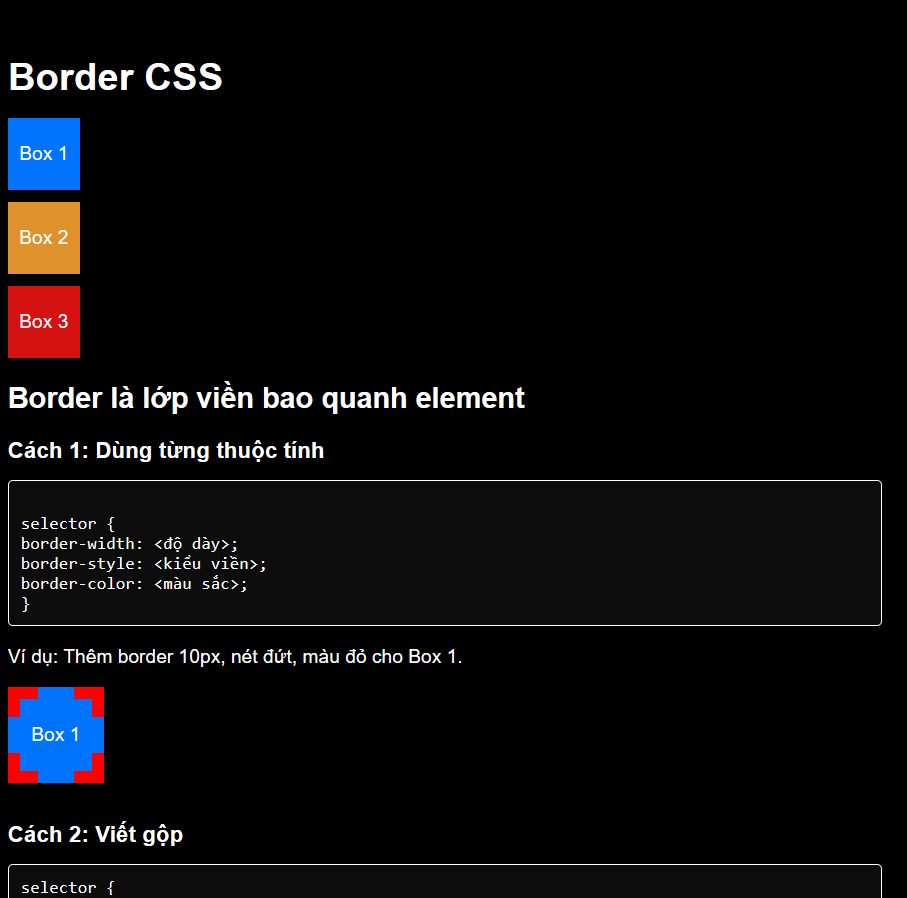 Border CSS
Box 1
Box 2
Box 3
Border là lớp viền bao quanh element
Cách 1: Dùng từng thuộc tính
selector {
border-width: <độ dày>;
border-style: <kiểu viền>;
border-color: <màu sắc>;
}
Ví dụ: Thêm border 10px, nét đứt, màu đỏ cho Box 1.
Box 1
Cách 2: Viết gộp
selector {